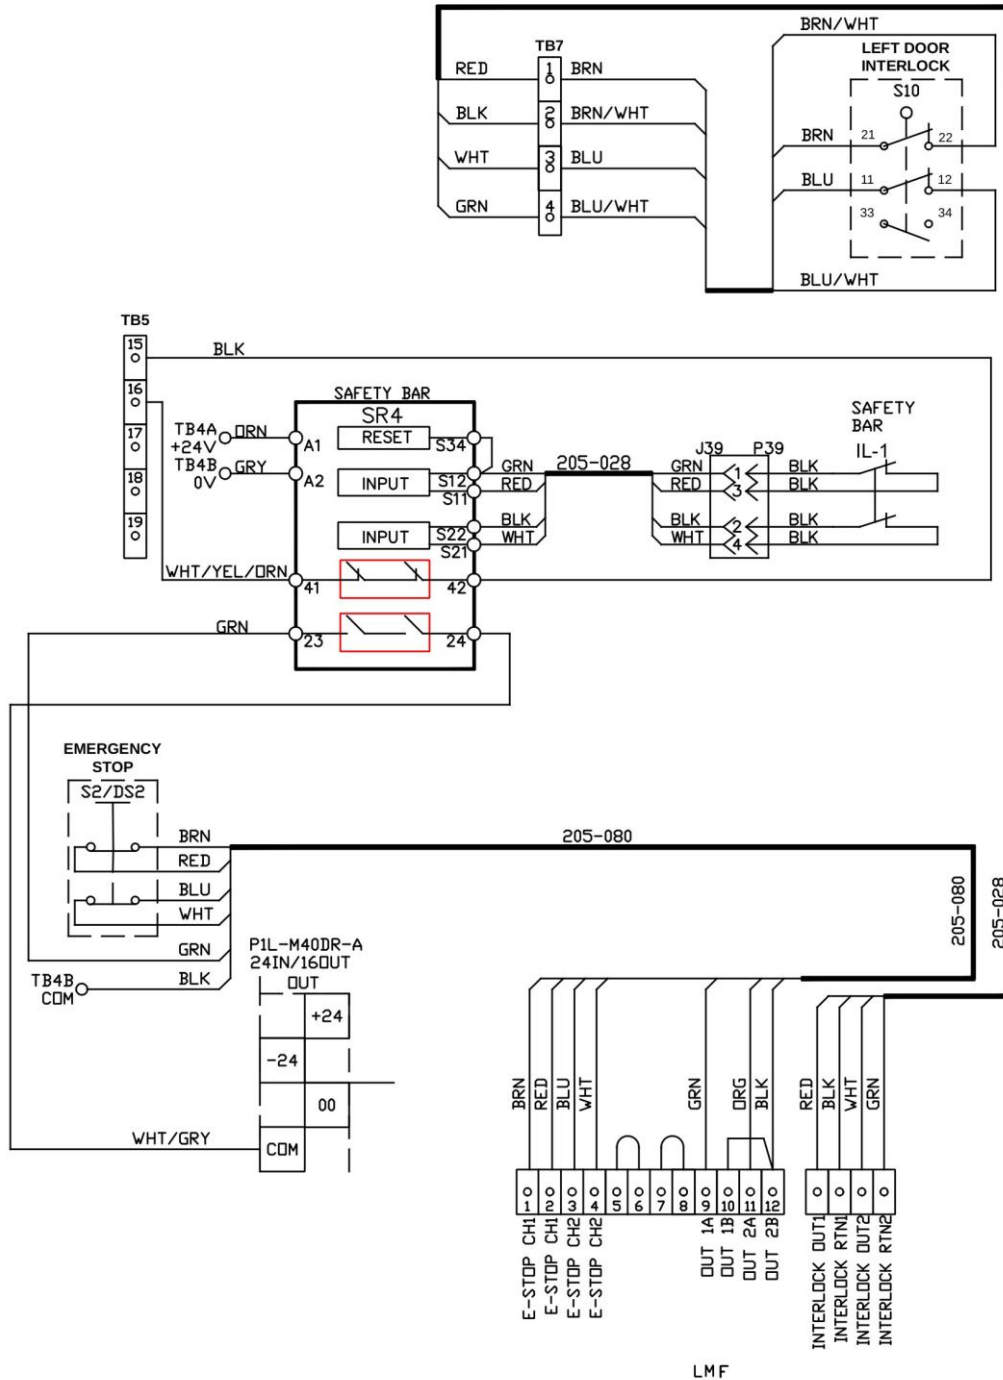 BRN/WHT
TB7
LEFT DOOR
INTERLOCK
RED 1 BRN
S10
BLK 2 BRN/WHT
BRN 21 22
WHT 3 BLU
BLU 11 12
GRN 4 BLU/WHT
33 34
BLU/WHT
TB5
15
BLK
16
17
18
19
SAFETY BAR
SR4
TB4A
+24V
ORN
A1
RESET
S34
TB4B
0V
GRY
A2
INPUT
S12
S11
GRN
RED
205-028
GRN
RED
J39 P39
1
3
BLK
BLK
SAFETY
BAR
IL-1
INPUT
S22
S21
BLK
WHT
BLK
WHT
2
4
BLK
BLK
WHT/YEL/ORN
41 42
GRN
23 24
EMERGENCY
STOP
S2/DS2
BRN
RED
BLU
WHT
GRN
TB4B
COM
BLK
205-080
205-080
205-028
P1L-M40DR-A
24IN/16OUT
OUT
+24
-24
00
COM
WHT/GRY
BRN
RED
BLU
WHT
GRN
ORG
BLK
RED
BLK
WHT
GRN
1 2 3 4 5 6 7 8 9 10 11 12
E-STOP CH1
E-STOP CH1
E-STOP CH2
E-STOP CH2
OUT 1A
OUT 1B
OUT 2A
OUT 2B
INTERLOCK OUT1
INTERLOCK RTN1
INTERLOCK OUT2
INTERLOCK RTN2
LMF